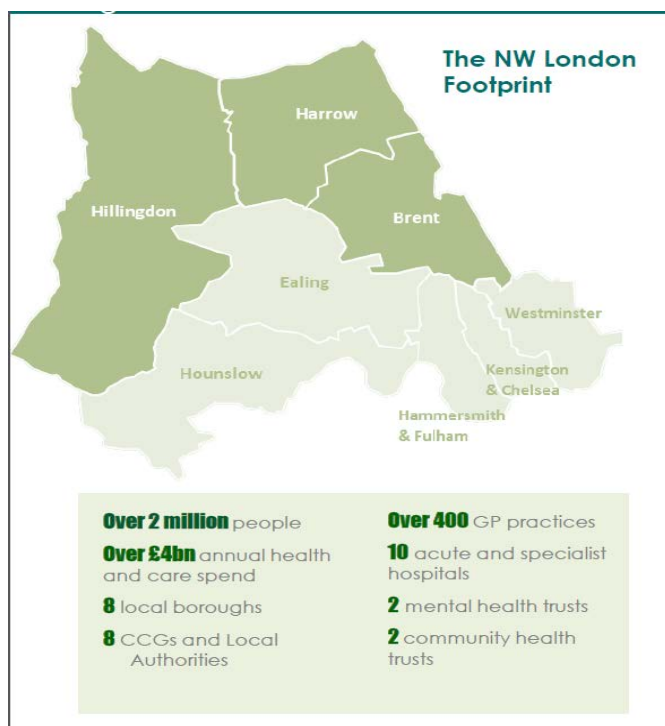 The NW London
Footprint
Harrow
Hillingdon
Brent
Ealing
Westminster
Hounslow
Kensington
& Chelsea
Hammersmith
& Fulham
Over 2 million people
Over £4bn annual health
and care spend
8 local boroughs
8 CCGs and Local
Authorities
Over 400 GP practices
10 acute and specialist
hospitals
2 mental health trusts
2 community health
trusts